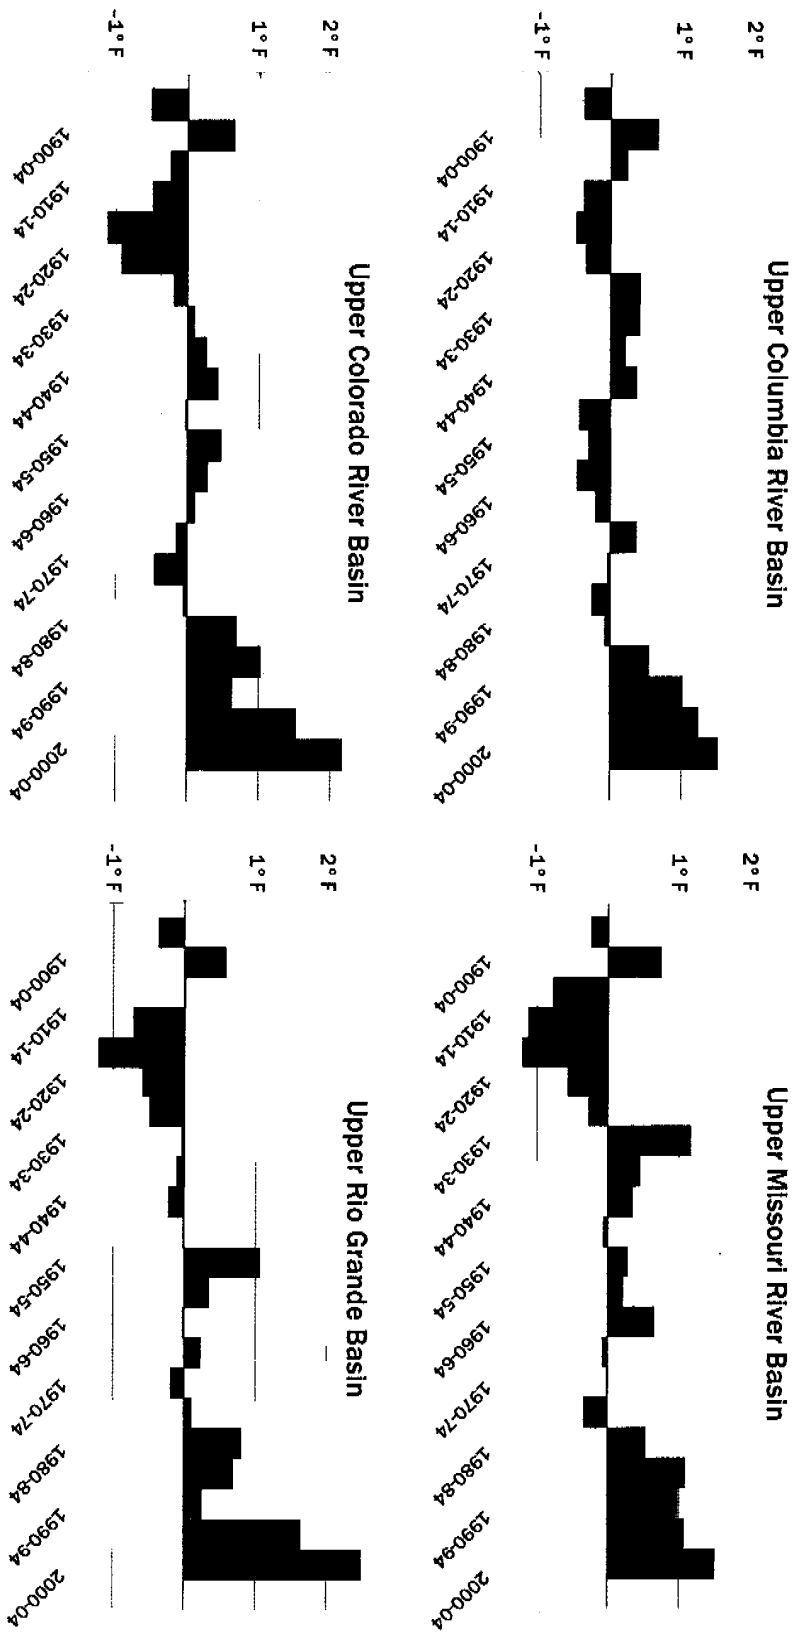 Upper Columbia River Basin
2°F
1°F
-1°F
1900-04
1910-14
1920-24
1930-34
1940-44
1950-54
1960-64
1970-74
1980-84
1990-94
2000-04
Upper Missouri River Basin
2°F
1°F
-1°F
1900-04
1910-14
1920-24
1930-34
1940-44
1950-54
1960-64
1970-74
1980-84
1990-94
2000-04
Upper Colorado River Basin
2°F
1°F
-1°F
1900-04
1910-14
1920-24
1930-34
1940-44
1950-54
1960-64
1970-74
1980-84
1990-94
2000-04
Upper Rio Grande Basin
2°F
1°F
-1°F
1900-04
1910-14
1920-24
1930-34
1940-44
1950-54
1960-64
1970-74
1980-84
1990-94
2000-04